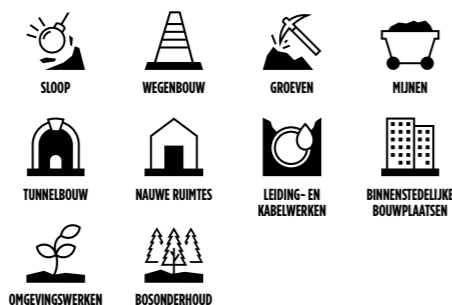 SLOOP
WEGENBOUW
GROEVEN
MIJNEN
TUNNELBOUW
NAUWE RUIMTES
LEIDING- EN
KABELWERKEN
BINNENSTEDELIJKE
BOUWPLAATSEN
OMGEVINGSWERKEN
BOSONDERHOUD